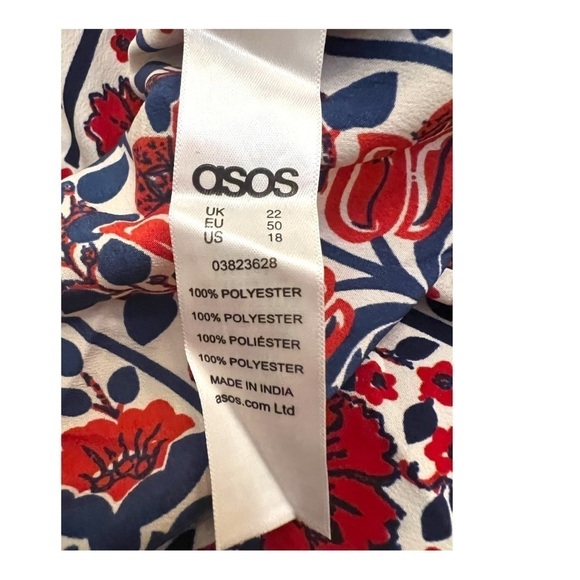 asos
UK 22
EU 50
US 18
03823628
100% POLYESTER
100% POLYESTER
100% POLIÉSTER
100% POLYESTER
MADE IN INDIA
asos.com Ltd